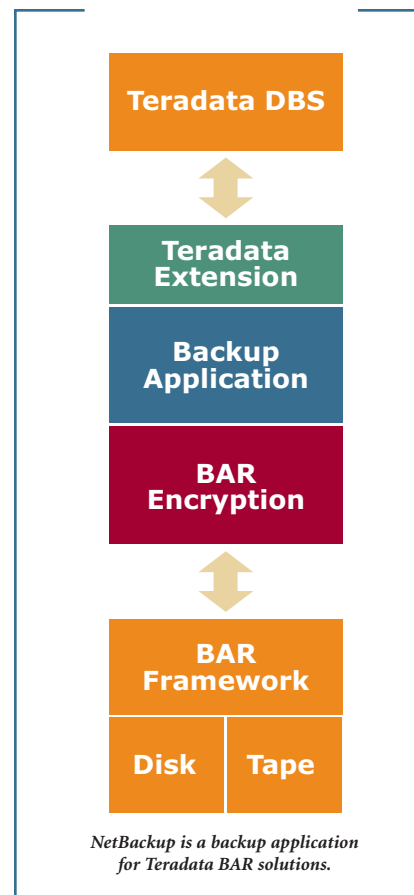 Teradata DBS
Teradata
Extension
Backup
Application
BAR
Encryption
BAR
Framework
Disk
Tape
NetBackup is a backup application
for Teradata BAR solutions.